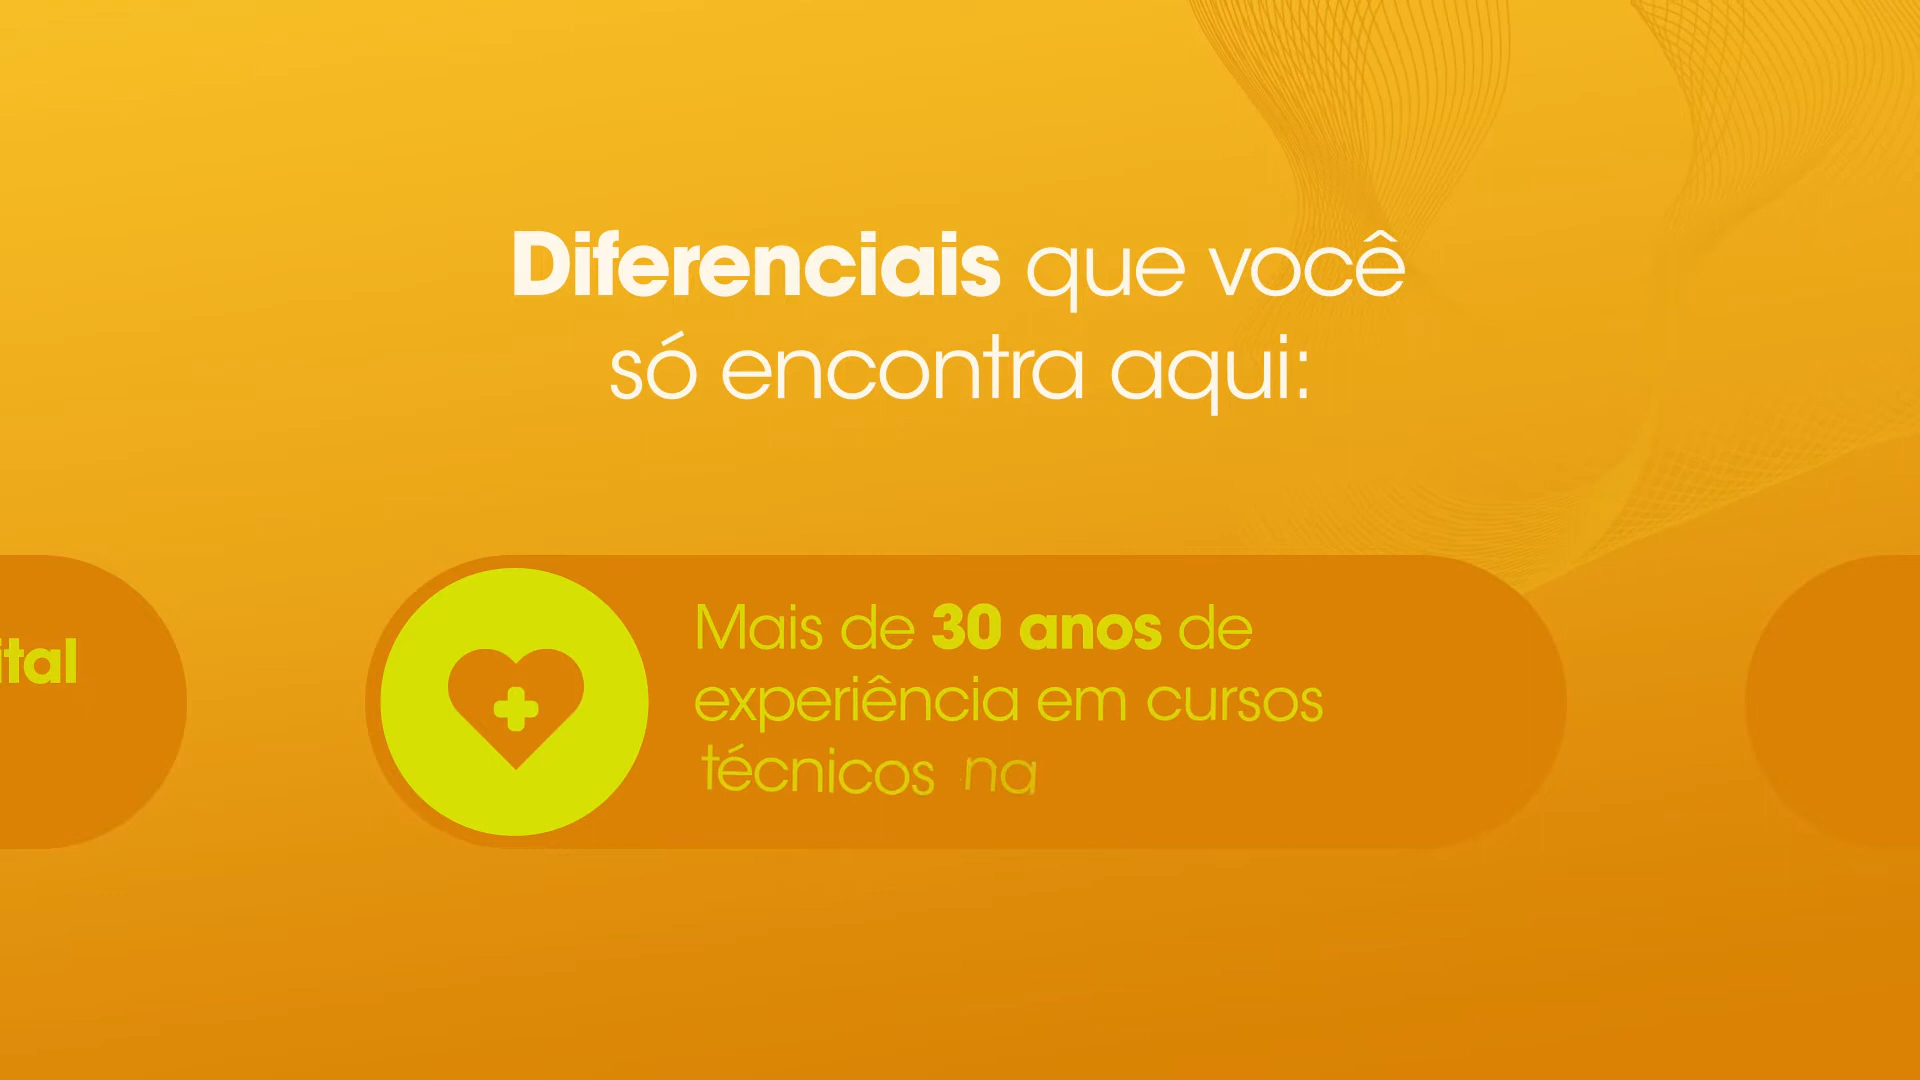 Diferenciais que você
só encontra aqui:
ital
Mais de 30 anos de
experiência em cursos
técnicos na